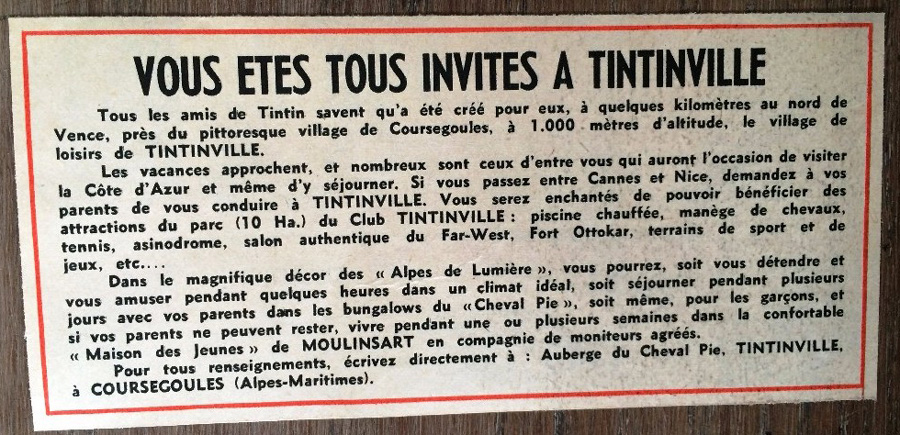 VOUS ETES TOUS INVITES A TINTINVILLE
Tous les amis de Tintin savent qu'a été créé pour eux, à quelques kilomètres au nord de
Vence, près du pittoresque village de Coursegoules, à 1.000 mètres d'altitude, le village de
loisirs de TINTINVILLE.
Les vacances approchent, et nombreux sont ceux d'entre vous qui auront l'occasion de visiter
la Côte d'Azur et même d'y séjourner. Si vous passez entre Cannes et Nice, demandez à vos
parents de vous conduire à TINTINVILLE. Vous serez enchantés de pouvoir bénéficier des
attractions du parc (10 Ha.) du Club TINTINVILLE : piscine chauffée, manège de chevaux,
tennis, asinodrome, salon authentique du Far-West, Fort Ottokar, terrains de sport et de
jeux, etc....
Dans le magnifique décor des « Alpes de Lumière », vous pourrez, soit vous détendre et
vous amuser pendant quelques heures dans un climat idéal, soit séjourner pendant plusieurs
jours avec vos parents dans les bungalows du « Cheval Pie », soit même, pour les garçons, et
si vos parents ne peuvent rester, vivre pendant une ou plusieurs semaines dans la confortable
« Maison des Jeunes » de MOULINSART en compagnie de moniteurs agréés.
Pour tous renseignements, écrivez directement à : Auberge du Cheval Pie, TINTINVILLE,
à COURSEGOULES (Alpes-Maritimes).